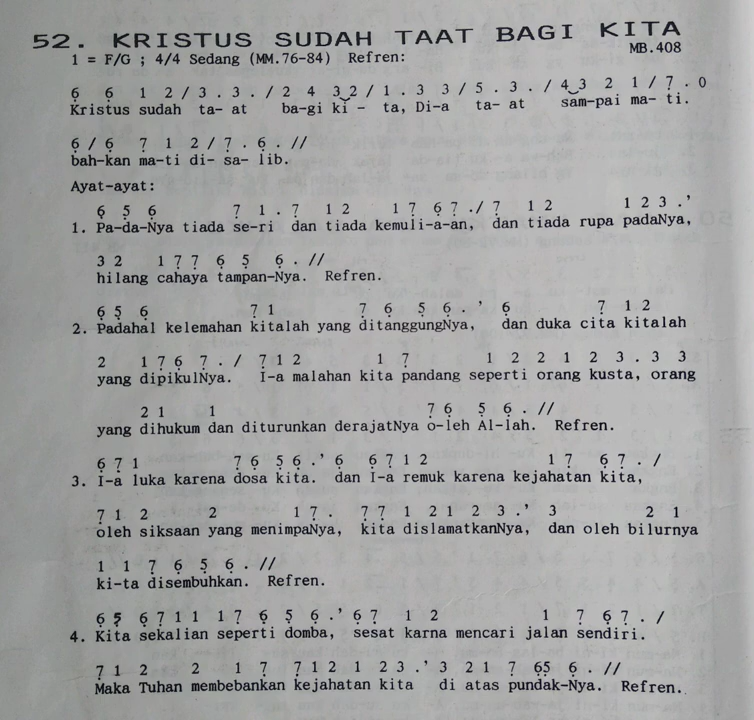 52. KRISTUS SUDAH TAAT BAGI KITA
MB.408
1 = F/G ; 4/4 Sedang (MM.76-84) Refren:
6̣ 6̣ 1 2 / 3 . 3 . / 2 4 3͜2 / 1 . 3 3 / 5 . 3 . / 4͜3 2 1 / 7̣ . 0
Kristus sudah ta- at ba-gi ki - ta, Di-a ta- at sam-pai ma- ti.
6̣ / 6̣ 7̣ 1 2 / 7̣ . 6̣ . //
bah-kan ma-ti di- sa- lib.
Ayat-ayat:
6̣ 5̣ 6̣ 7̣ 1 . 7̣ 1 2 1 7̣ 6̣ 7̣ . / 7̣ 1 2 1 2 3 . '
1. Pa-da-Nya tiada se-ri dan tiada kemuli-a-an, dan tiada rupa padaNya,
3 2 1 7̣ 7̣ 6̣ 5̣ 6̣ . //
hilang cahaya tampan-Nya. Refren.
6̣ 5̣ 6̣ 7̣ 1 7̣ 6̣ 5̣ 6̣ . ' 6̣ 7̣ 1 2
2. Padahal kelemahan kitalah yang ditanggungNya, dan duka cita kitalah
2 1 7̣ 6̣ 7̣ . / 7̣ 1 2 1 7̣ 1 2 2 1 2 3 . 3 3
yang dipikulNya. I-a malahan kita pandang seperti orang kusta, orang
2 1 1 7̣ 6̣ 5̣ 6̣ . //
yang dihukum dan diturunkan derajatNya o-leh Al-lah. Refren.
6̣ 7̣ 1 7̣ 6̣ 5̣ 6̣ . ' 6̣ 6̣ 7̣ 1 2 1 7̣ 6̣ 7̣ . /
3. I-a luka karena dosa kita. dan I-a remuk karena kejahatan kita,
7̣ 1 2 2 1 7̣ . 7̣ 7̣ 1 2 1 2 3 . ' 3 2 1
oleh siksaan yang menimpaNya, kita dislamatkanNya, dan oleh bilurnya
1 1 7̣ 6̣ 5̣ 6̣ . //
ki-ta disembuhkan. Refren.
6̣ 5̣ 6̣ 7̣ 1 1 1 7̣ 6̣ 5̣ 6̣ . ' 6̣ 7̣ 1 2 1 7̣ 6̣ 7̣ . /
4. Kita sekalian seperti domba, sesat karna mencari jalan sendiri.
7̣ 1 2 2 1 7̣ 7̣ 1 2 1 2 3 . ' 3 2 1 7̣ 6̣5̣ 6̣ . //
Maka Tuhan membebankan kejahatan kita di atas pundak-Nya. Refren.